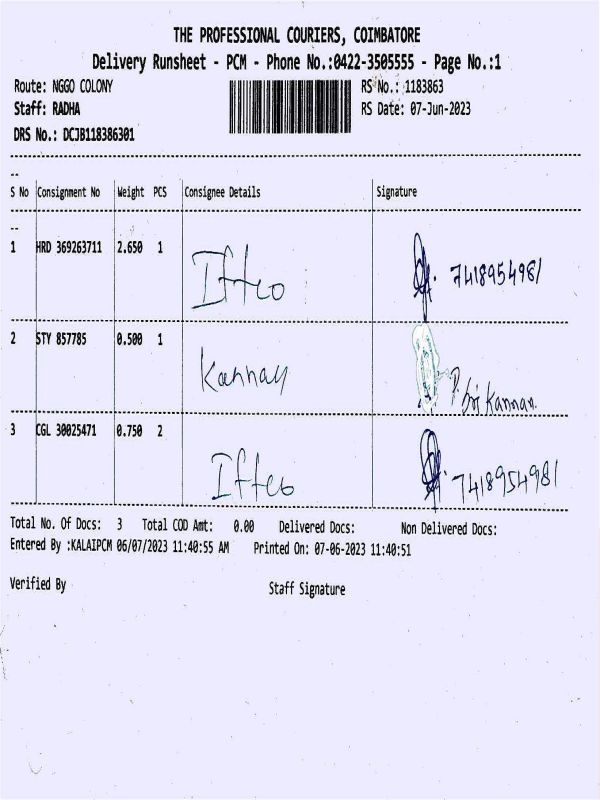 THE PROFESSIONAL COURIERS, COIMBATORE
Delivery Runsheet - PCM - Phone No.:0422-3505555 - Page No.:1
Route: NGGO COLONY RS No.: 1183863
Staff: RADHA RS Date: 07-Jun-2023
DRS No.: DCJB118386301
--
S No Consignment No Weight PCS Consignee Details Signature
--
1 HRD 369263711 2.650 1 Iffco 7418954981
2 STY 857785 0.500 1 Kannan P. Sri Kannan.
3 CGL 30025471 0.750 2 Iffco 7418954981
Total No. Of Docs: 3 Total COD Amt: 0.00 Delivered Docs: Non Delivered Docs:
Entered By :KALAIPCM 06/07/2023 11:40:55 AM Printed On: 07-06-2023 11:40:51
Verified By Staff Signature